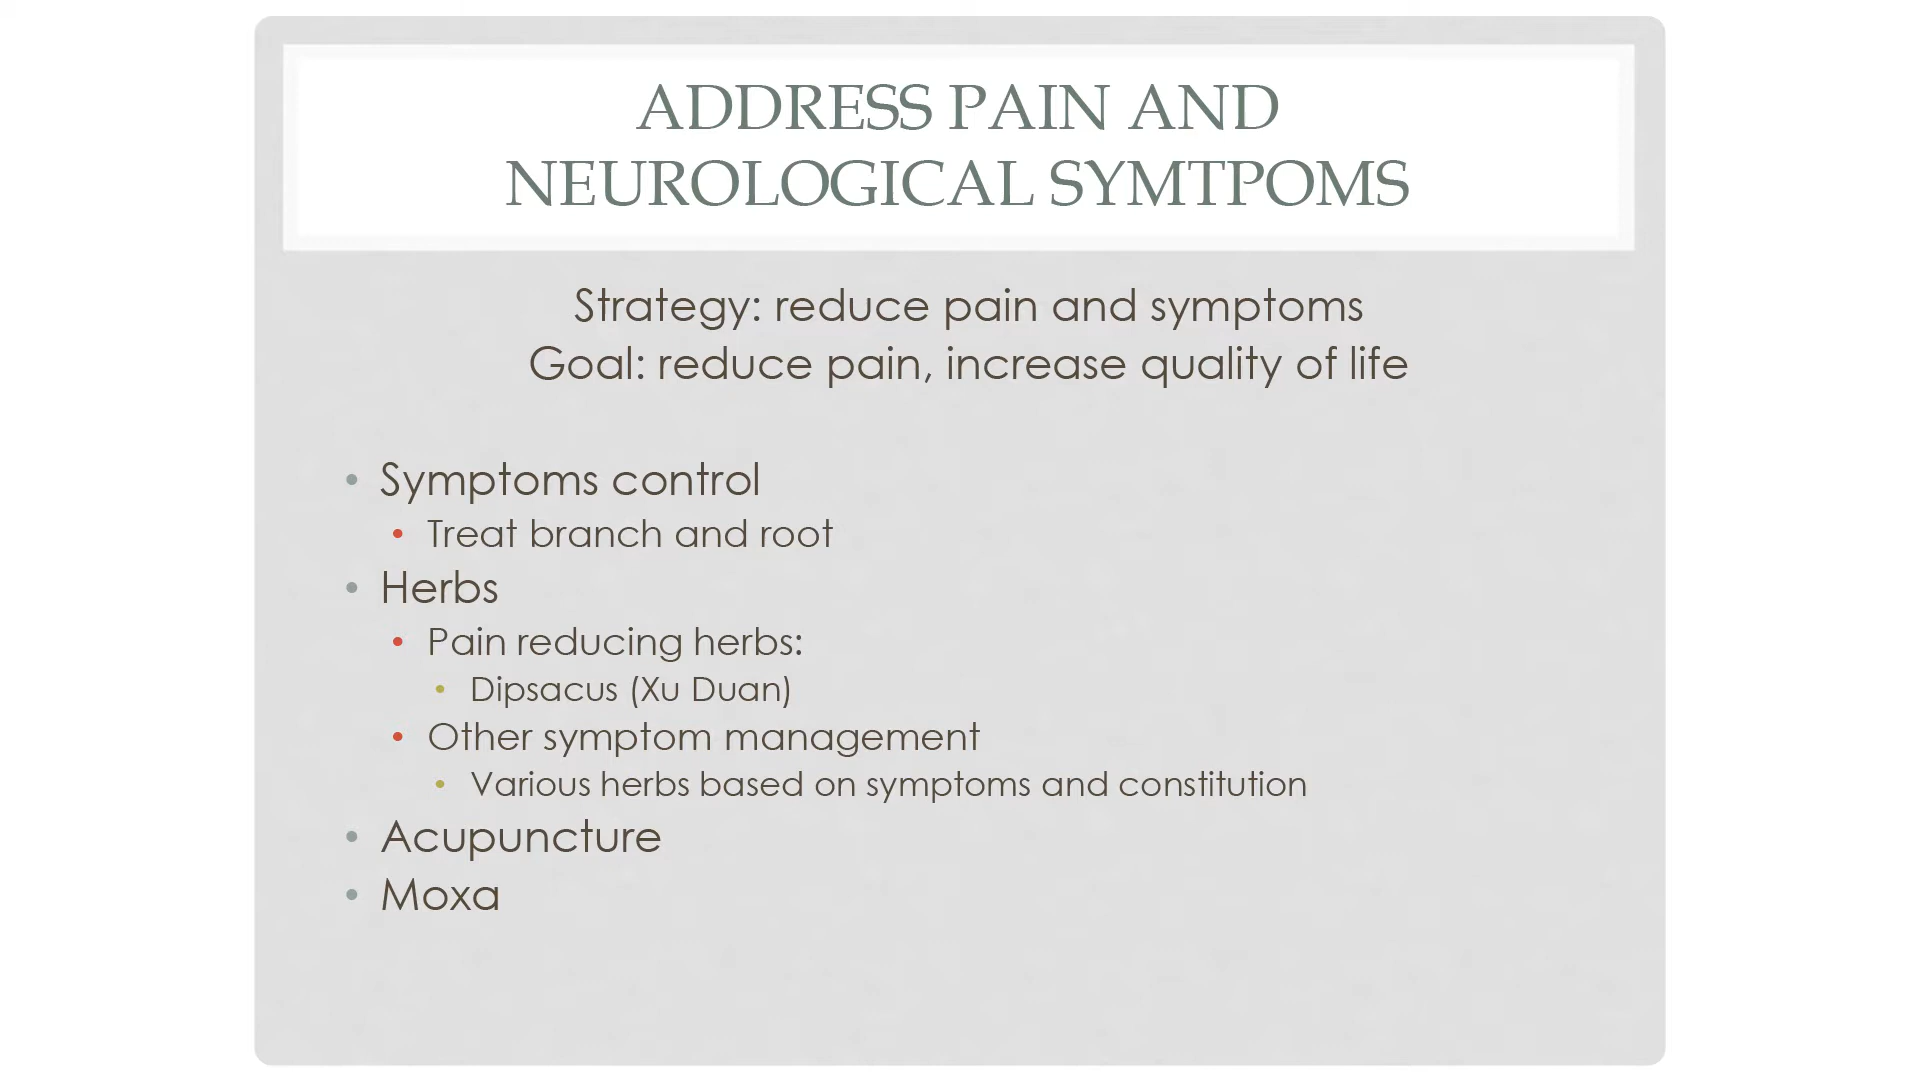 ADDRESS PAIN AND
NEUROLOGICAL SYMTPOMS
Strategy: reduce pain and symptoms
Goal: reduce pain, increase quality of life
• Symptoms control
• Treat branch and root
• Herbs
• Pain reducing herbs:
• Dipsacus (Xu Duan)
• Other symptom management
• Various herbs based on symptoms and constitution
• Acupuncture
• Moxa